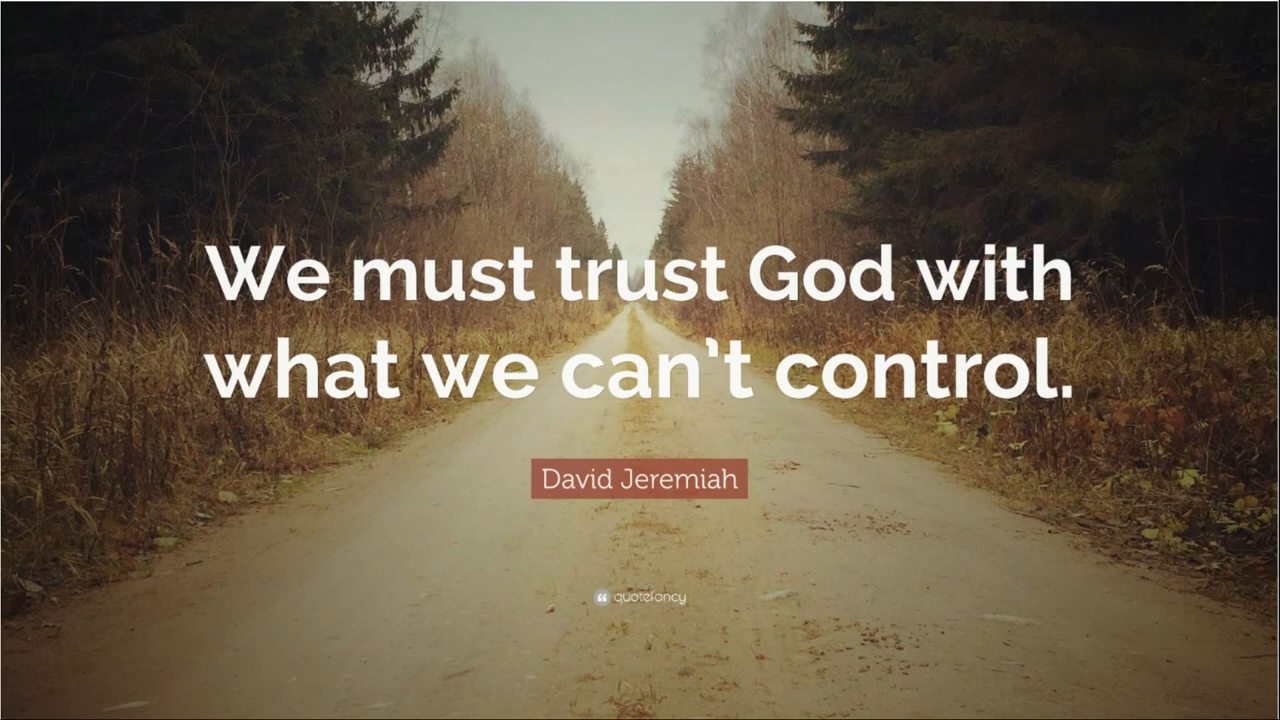 We must trust God with
what we can’t control.
David Jeremiah
quotefancy